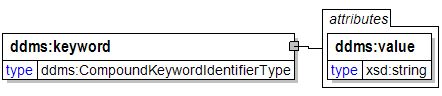 attributes
ddms:keyword
type ddms:CompoundKeywordIdentifierType
ddms:value
type xsd:string